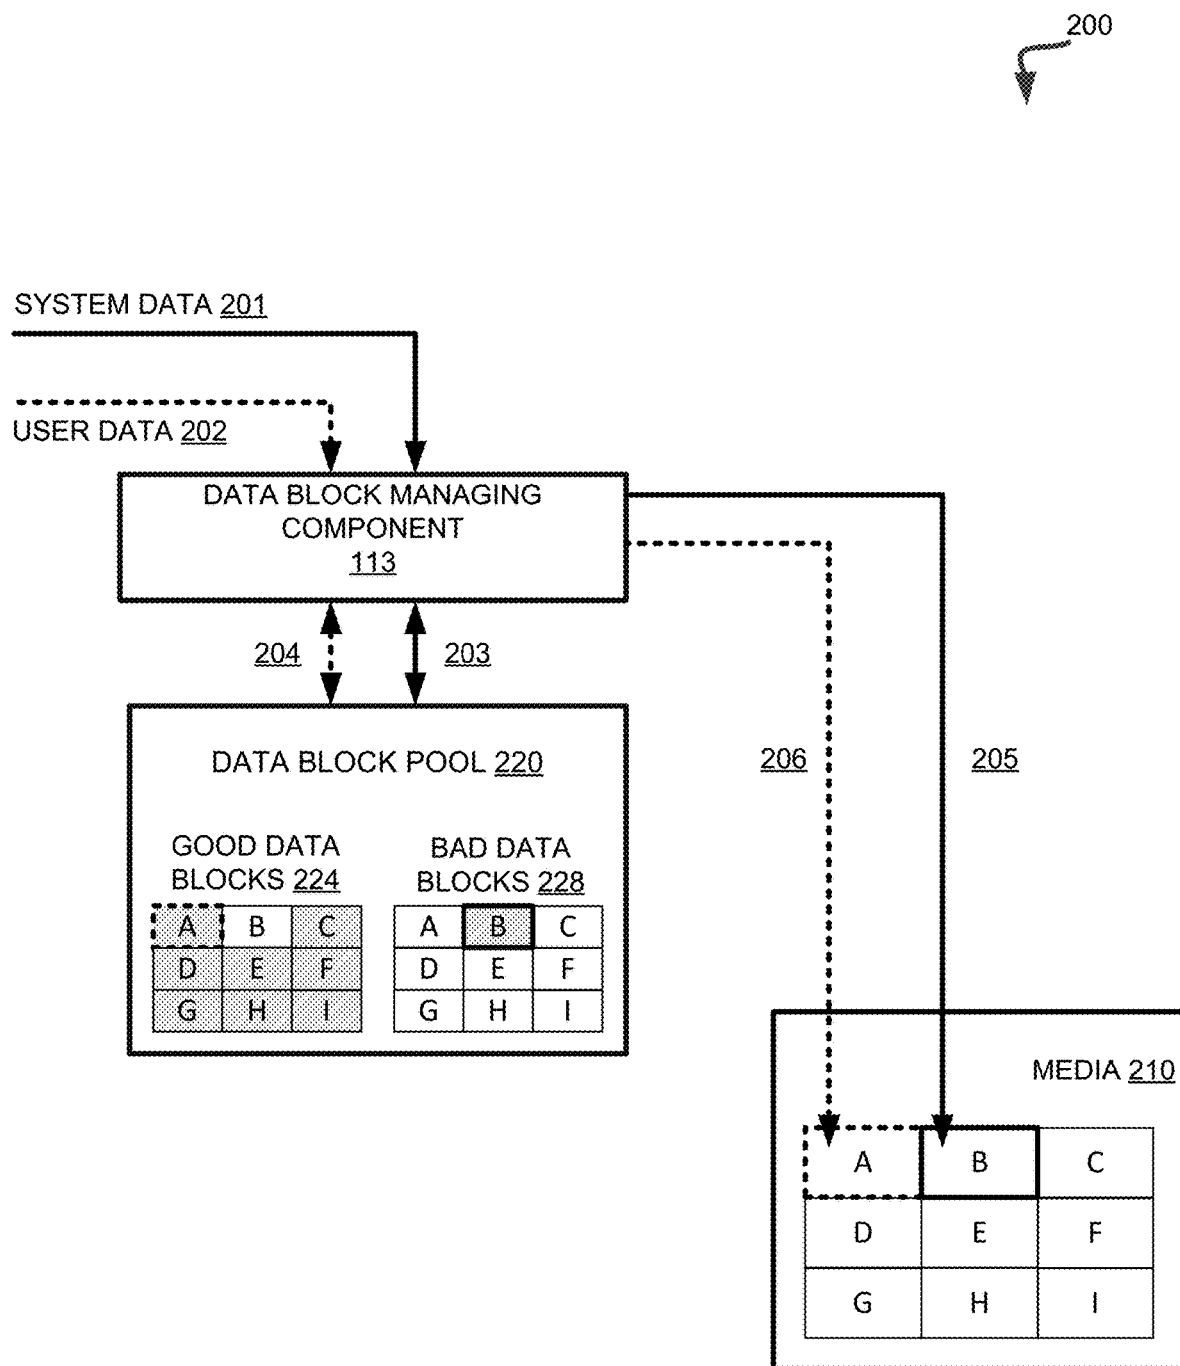 200
SYSTEM DATA 201
USER DATA 202
DATA BLOCK MANAGING
COMPONENT
113
204
203
DATA BLOCK POOL 220
206
205
GOOD DATA
BLOCKS 224
BAD DATA
BLOCKS 228
A B C
D E F
G H I
A B C
D E F
G H I
MEDIA 210
A B C
D E F
G H I